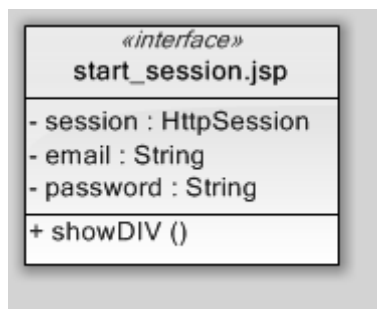 «interface»
start_session.jsp
- session : HttpSession
- email : String
- password : String
+ showDIV ()